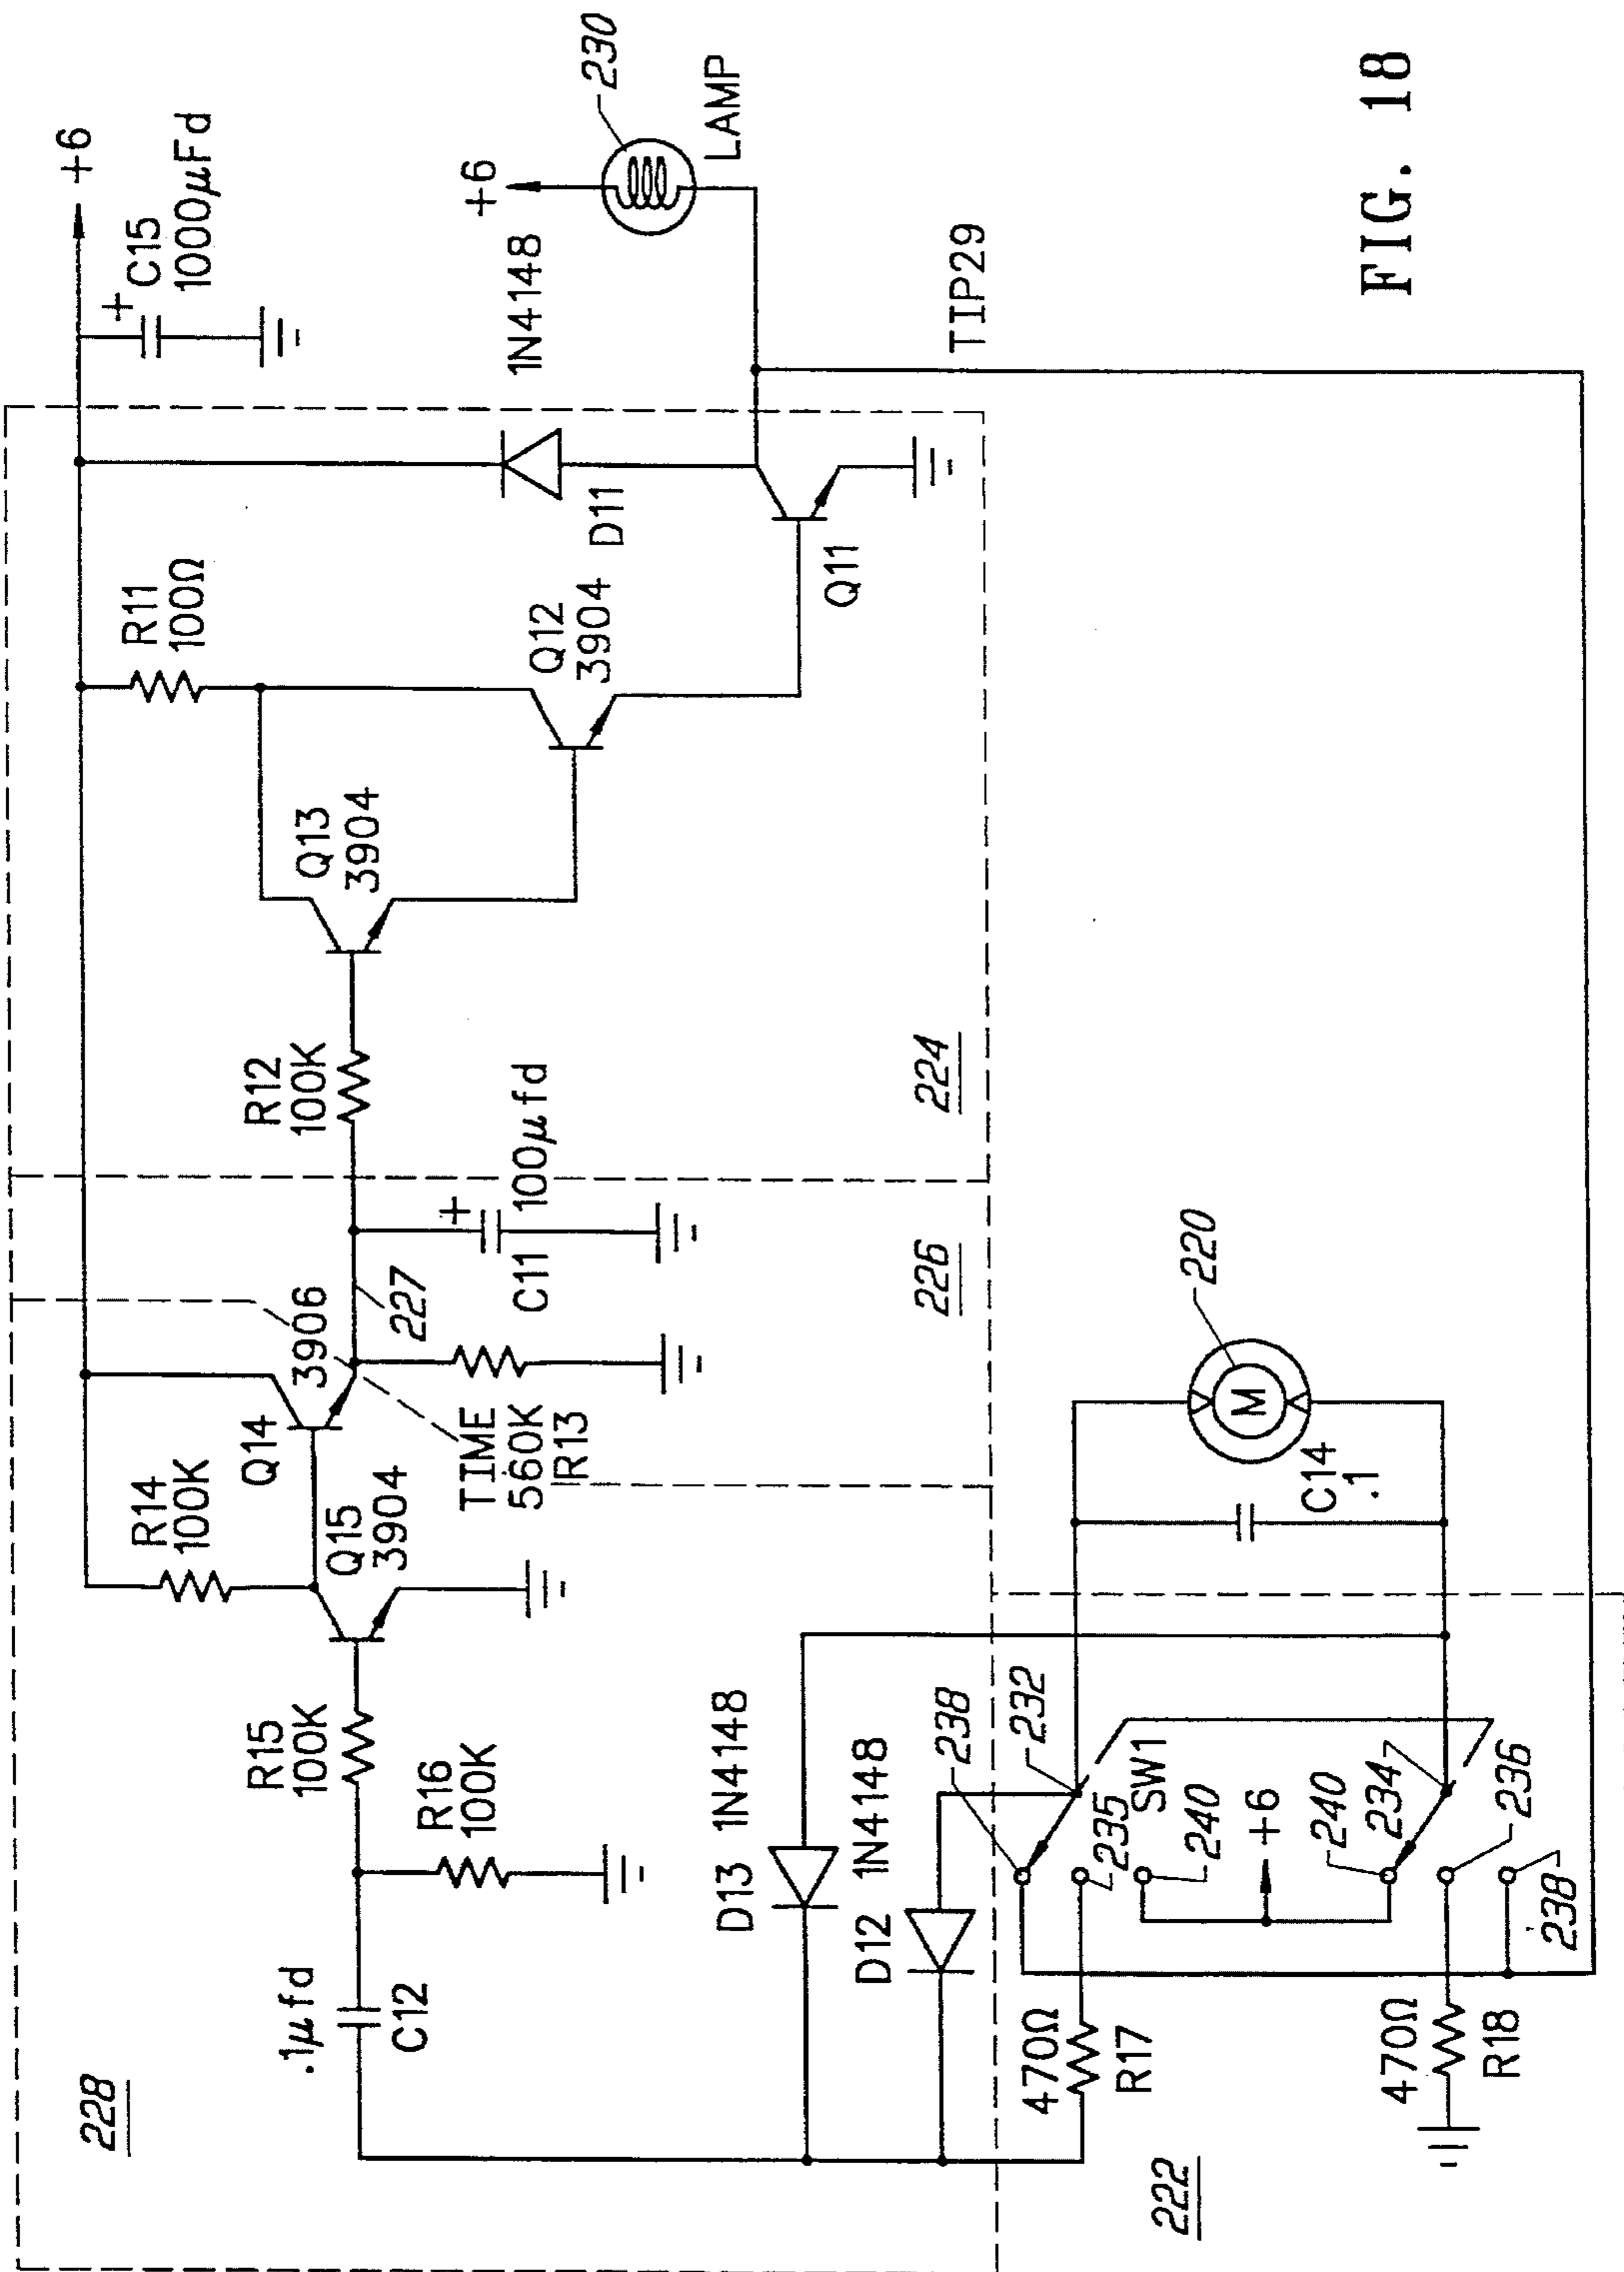 228
.1μfd
C12
R15
100K
R16
100K
R14
100K
Q15
3904
Q14
3906
TIME
560K
R13
227
C11
100μfd
226
R12
100K
224
Q13
3904
R11
100Ω
Q12
3904
Q11
D11
1N4148
TIP29
+6
+
C15
1000μFd
+6
230
LAMP
+
D13 1N4148
D12 1N4148
238
232
235
SW1
240
+6
240
234
236
238
470Ω
R17
470Ω
R18
222
C14
.1
M
220
FIG. 18